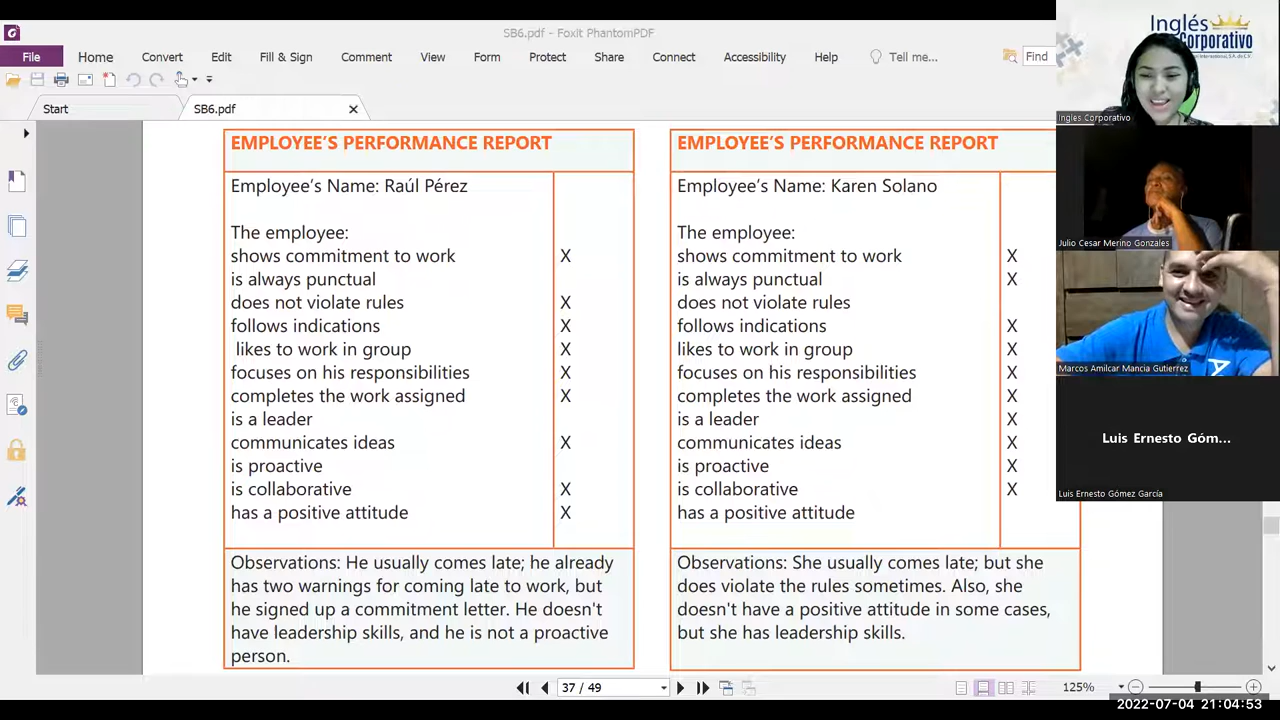 SB6.pdf - Foxit PhantomPDF
File Home Convert Edit Fill & Sign Comment View Form Protect Share Connect Accessibility Help Tell me... Find
Start SB6.pdf
EMPLOYEE'S PERFORMANCE REPORT
Employee's Name: Raúl Pérez
The employee:
shows commitment to work X
is always punctual
does not violate rules X
follows indications X
likes to work in group X
focuses on his responsibilities X
completes the work assigned X
is a leader
communicates ideas X
is proactive
is collaborative X
has a positive attitude X
Observations: He usually comes late; he already
has two warnings for coming late to work, but
he signed up a commitment letter. He doesn't
have leadership skills, and he is not a proactive
person.
EMPLOYEE'S PERFORMANCE REPORT
Employee's Name: Karen Solano
The employee:
shows commitment to work X
is always punctual X
does not violate rules
follows indications X
likes to work in group X
focuses on his responsibilities X
completes the work assigned X
is a leader X
communicates ideas X
is proactive X
is collaborative X
has a positive attitude
Observations: She usually comes late; but she
does violate the rules sometimes. Also, she
doesn't have a positive attitude in some cases,
but she has leadership skills.
Inglés
Corporativo
Ingles Corporativo
Julio Cesar Merino Gonzales
Marcos Amilcar Mancia Gutierrez
Luis Ernesto Góm...
Luis Ernesto Gómez García
37 / 49
125%
2022-07-04 21:04:53